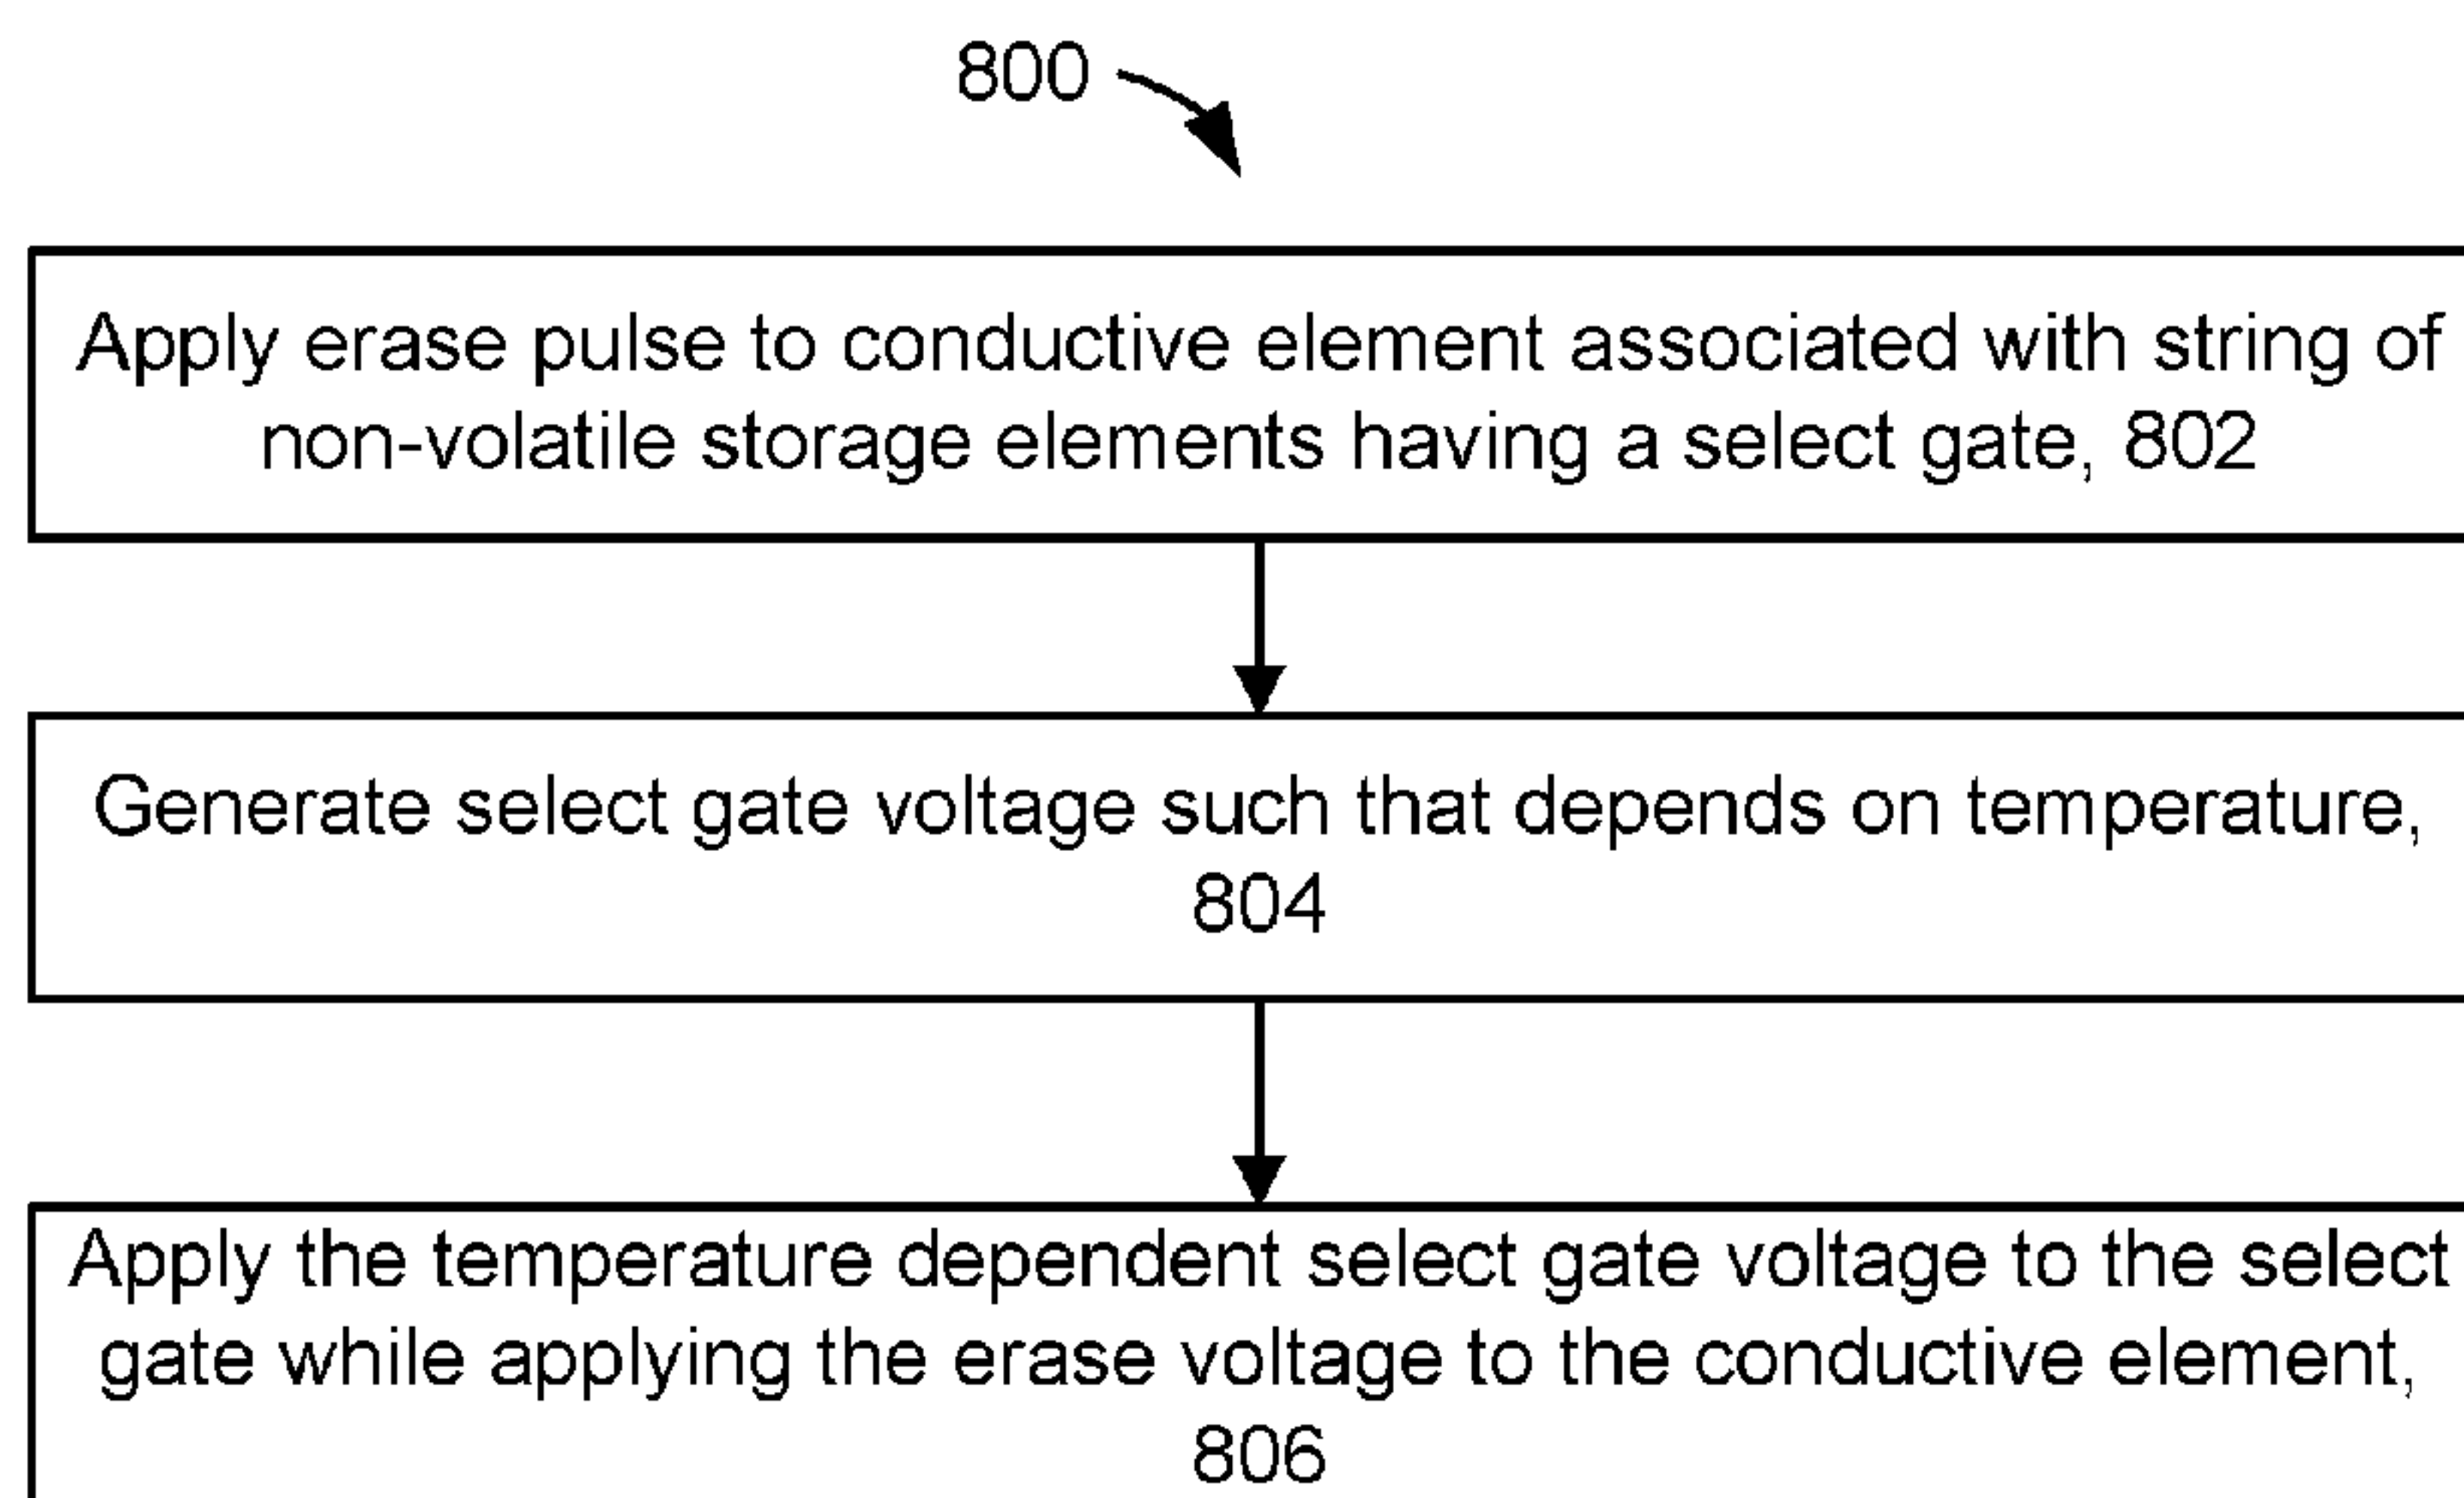 800
Apply erase pulse to conductive element associated with string of
non-volatile storage elements having a select gate, 802
Generate select gate voltage such that depends on temperature,
804
Apply the temperature dependent select gate voltage to the select
gate while applying the erase voltage to the conductive element,
806